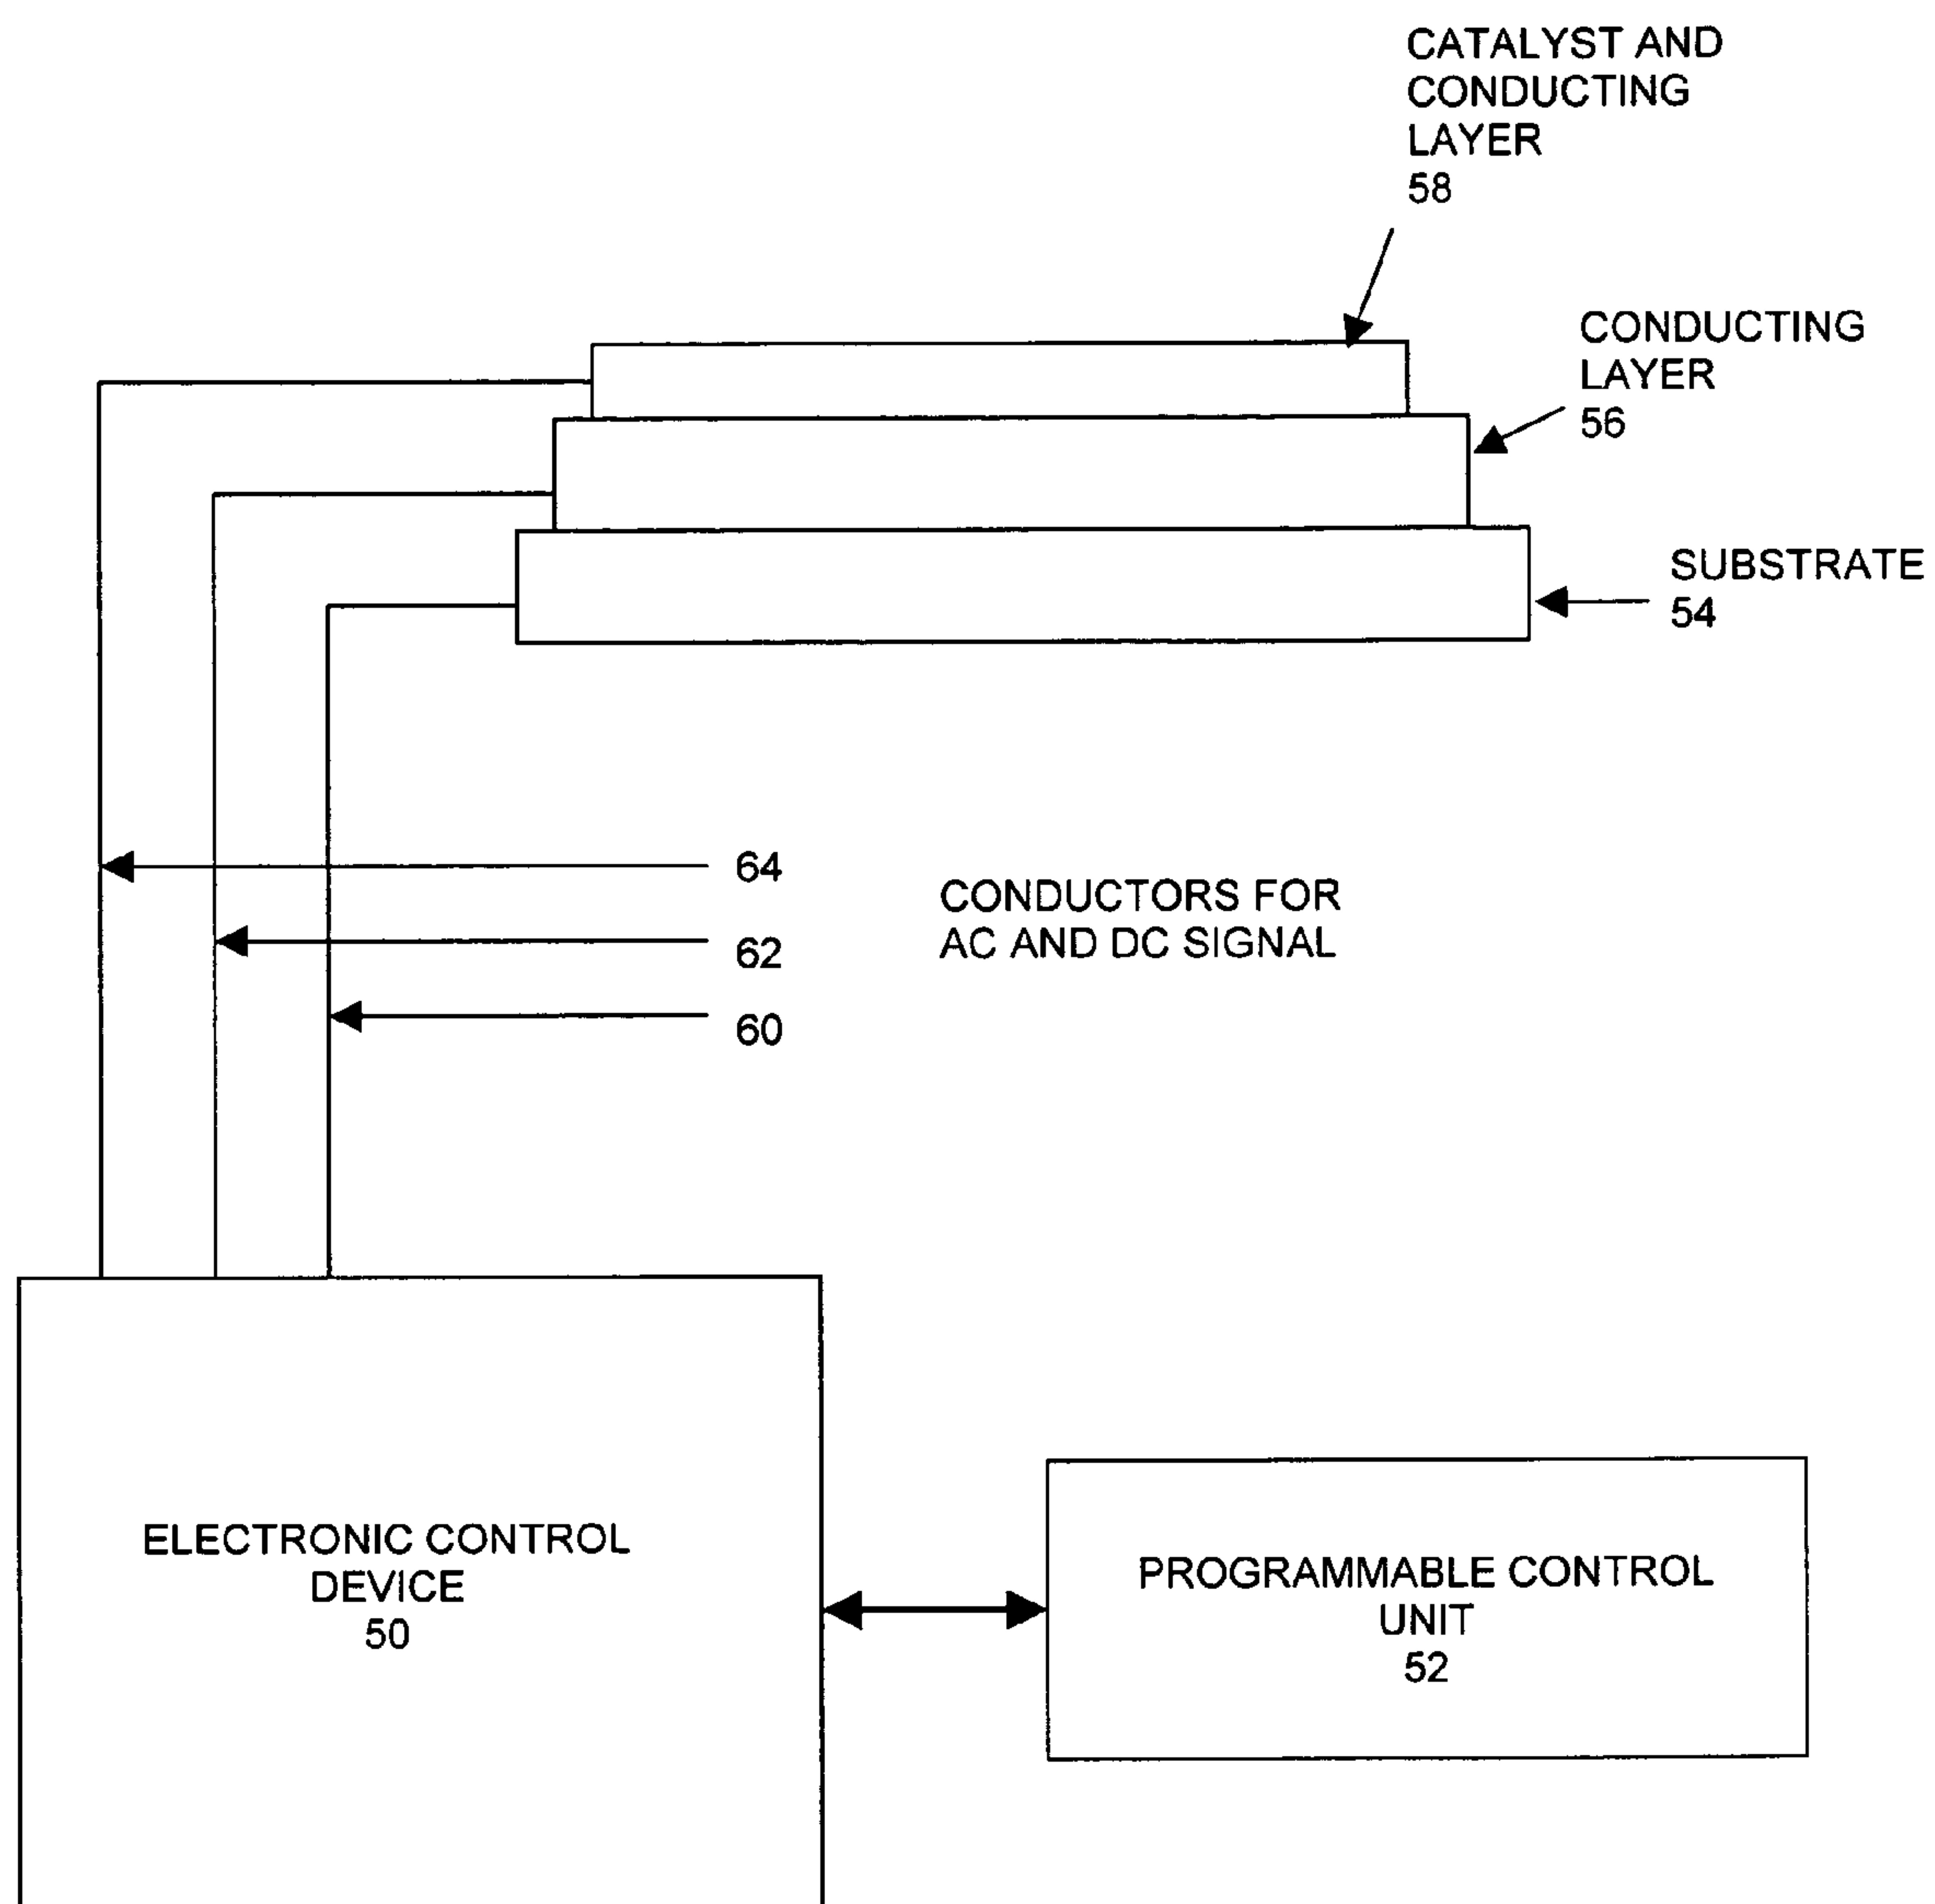 CATALYST AND
CONDUCTING
LAYER
58
CONDUCTING
LAYER
56
SUBSTRATE
54
64
62
60
CONDUCTORS FOR
AC AND DC SIGNAL
ELECTRONIC CONTROL
DEVICE
50
PROGRAMMABLE CONTROL
UNIT
52